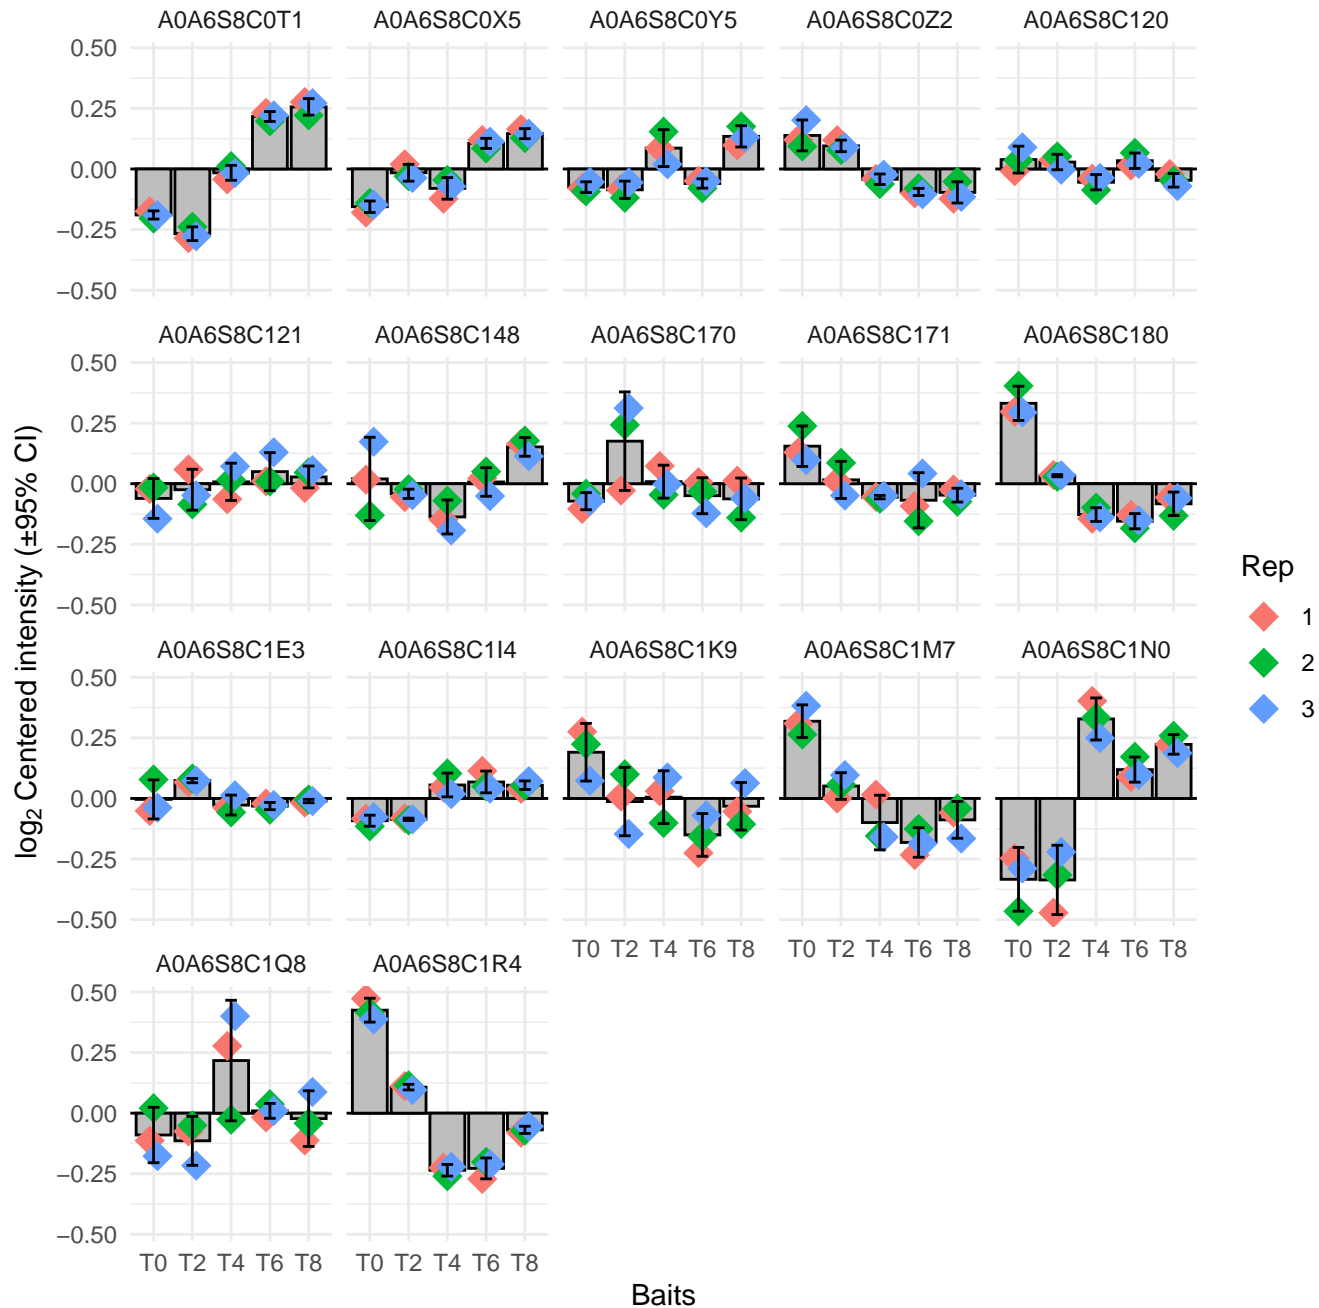 A0A6S8C0T1 A0A6S8C0X5 A0A6S8C0Y5 A0A6S8C0Z2 A0A6S8C120
0.50
0.25
0.00
−0.25
−0.50
A0A6S8C121 A0A6S8C148 A0A6S8C170 A0A6S8C171 A0A6S8C180
0.50
0.25
0.00
−0.25
−0.50
A0A6S8C1E3 A0A6S8C1I4 A0A6S8C1K9 A0A6S8C1M7 A0A6S8C1N0
0.50
0.25
0.00
−0.25
−0.50
T0 T2 T4 T6 T8 T0 T2 T4 T6 T8 T0 T2 T4 T6 T8
A0A6S8C1Q8 A0A6S8C1R4
0.50
0.25
0.00
−0.25
−0.50
T0 T2 T4 T6 T8 T0 T2 T4 T6 T8
Baits
log₂ Centered intensity (±95% CI)
Rep
1
2
3